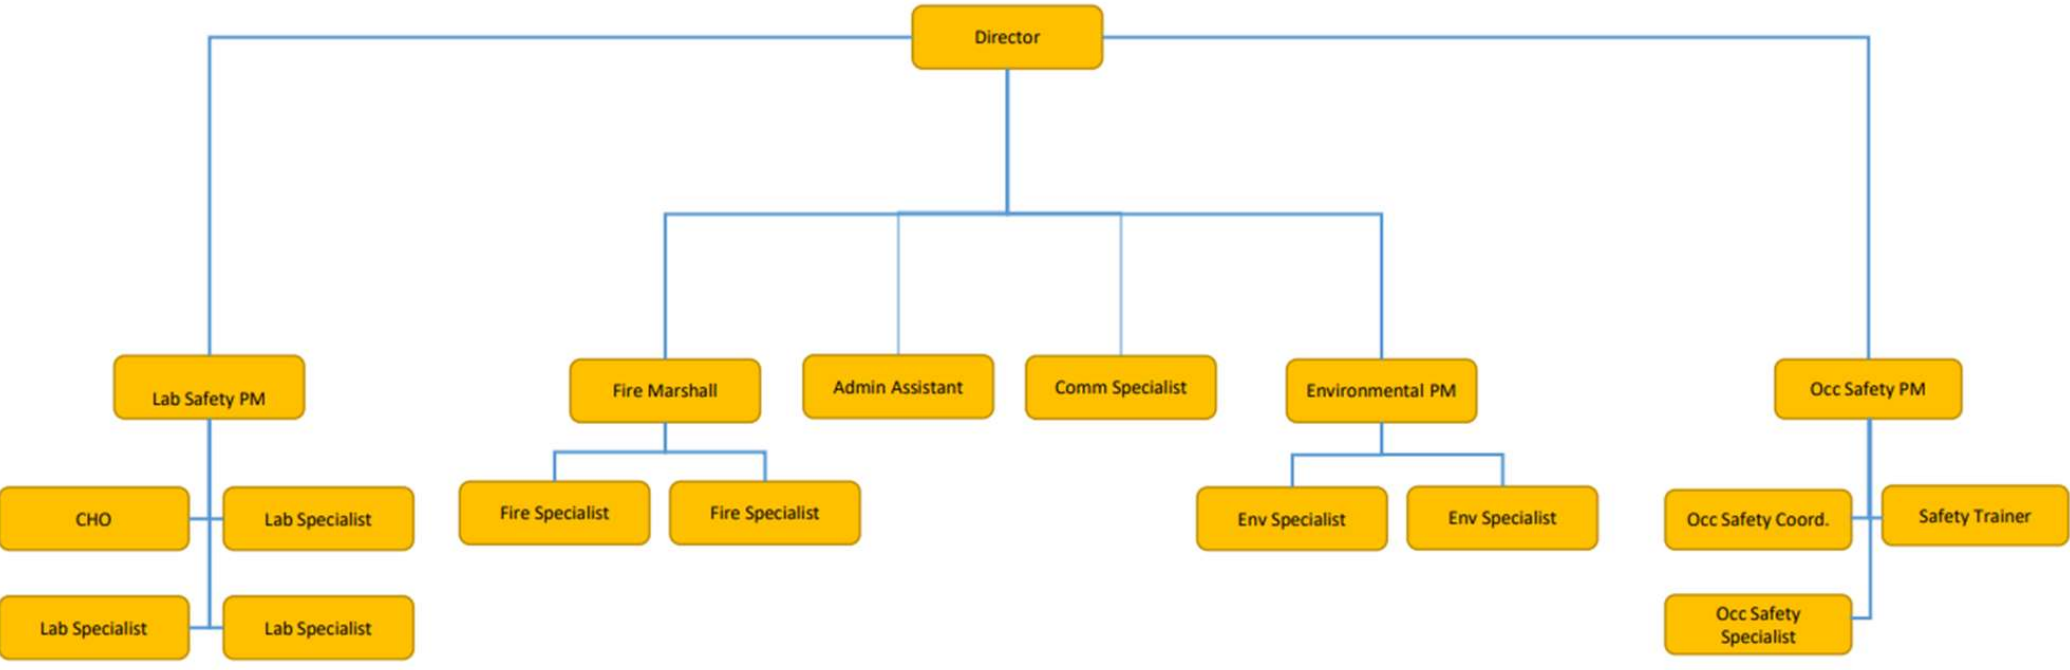 Director
Lab Safety PM
Fire Marshall
Admin Assistant
Comm Specialist
Environmental PM
Occ Safety PM
CHO
Lab Specialist
Fire Specialist
Fire Specialist
Env Specialist
Env Specialist
Occ Safety Coord.
Safety Trainer
Lab Specialist
Lab Specialist
Occ Safety
Specialist